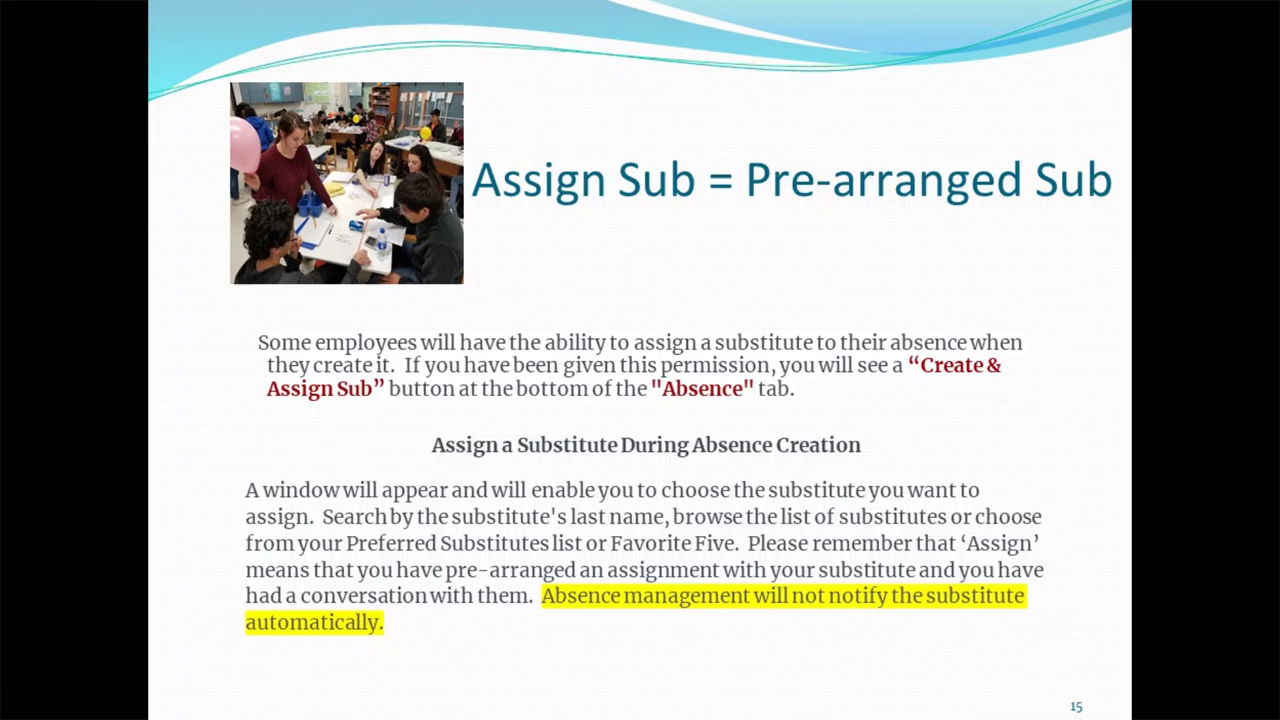 Assign Sub = Pre-arranged Sub
Some employees will have the ability to assign a substitute to their absence when
they create it.  If you have been given this permission, you will see a “Create &
Assign Sub” button at the bottom of the "Absence" tab.
Assign a Substitute During Absence Creation
A window will appear and will enable you to choose the substitute you want to
assign.  Search by the substitute's last name, browse the list of substitutes or choose
from your Preferred Substitutes list or Favorite Five.  Please remember that ‘Assign’
means that you have pre-arranged an assignment with your substitute and you have
had a conversation with them.  Absence management will not notify the substitute
automatically.
15